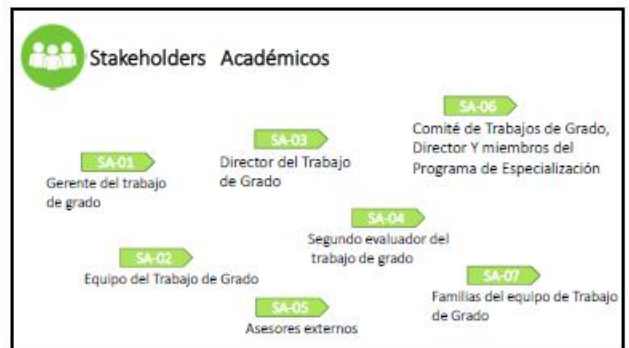 Stakeholders Académicos
SA-01
Gerente del trabajo
de grado
SA-02
Equipo del Trabajo de Grado
SA-03
Director del Trabajo
de Grado
SA-04
Segundo evaluador del
trabajo de grado
SA-05
Asesores externos
SA-06
Comité de Trabajos de Grado,
Director Y miembros del
Programa de Especialización
SA-07
Familias del equipo de Trabajo
de Grado